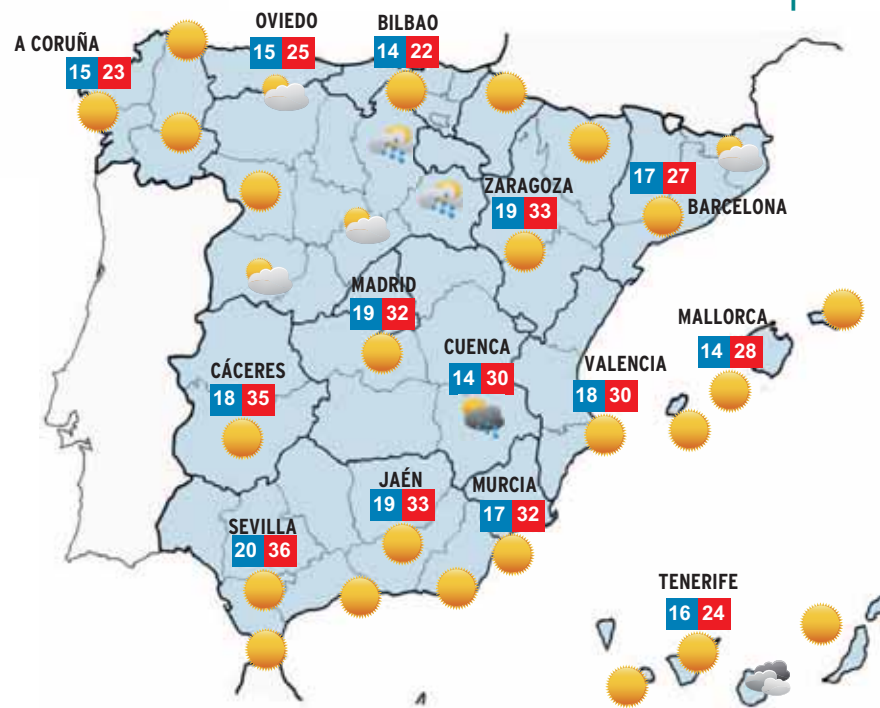 OVIEDO
15 25
BILBAO
14 22
A CORUÑA
15 23
ZARAGOZA
19 33
17 27
BARCELONA
MADRID
19 32
MALLORCA
14 28
CUENCA
14 30
VALENCIA
18 30
CÁCERES
18 35
JAÉN
19 33
MURCIA
17 32
SEVILLA
20 36
TENERIFE
16 24